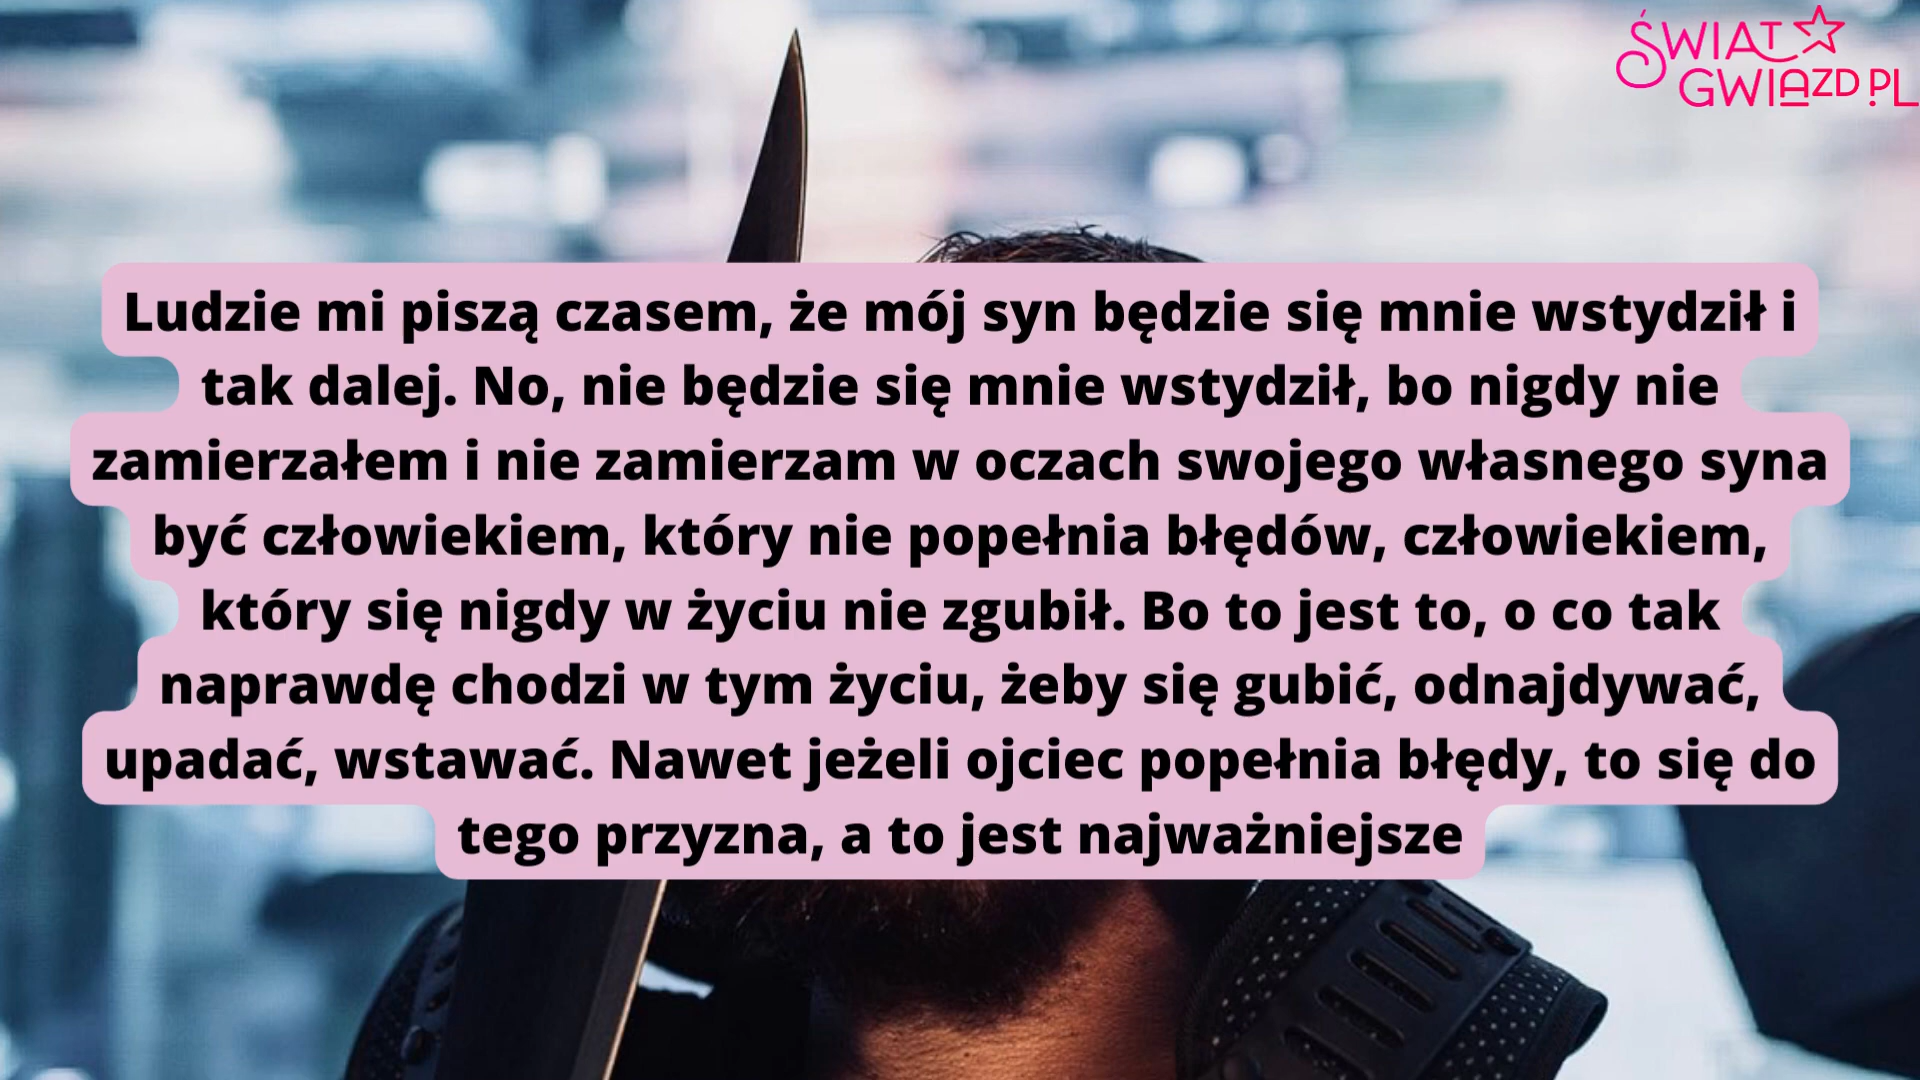 ŚWIAT
GWIAZD.PL
Ludzie mi piszą czasem, że mój syn będzie się mnie wstydził i
tak dalej. No, nie będzie się mnie wstydził, bo nigdy nie
zamierzałem i nie zamierzam w oczach swojego własnego syna
być człowiekiem, który nie popełnia błędów, człowiekiem,
który się nigdy w życiu nie zgubił. Bo to jest to, o co tak
naprawdę chodzi w tym życiu, żeby się gubić, odnajdywać,
upadać, wstawać. Nawet jeżeli ojciec popełnia błędy, to się do
tego przyzna, a to jest najważniejsze